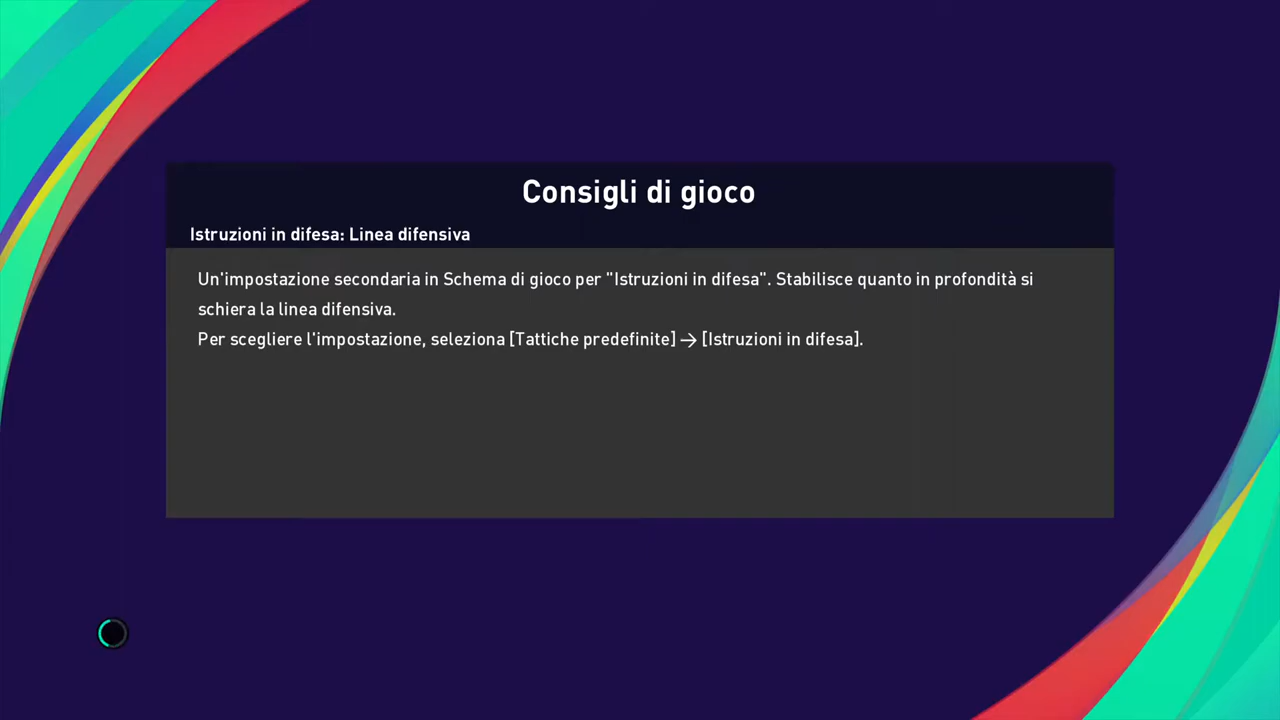 Consigli di gioco
Istruzioni in difesa: Linea difensiva
Un'impostazione secondaria in Schema di gioco per "Istruzioni in difesa". Stabilisce quanto in profondità si
schiera la linea difensiva.
Per scegliere l'impostazione, seleziona [Tattiche predefinite] → [Istruzioni in difesa].